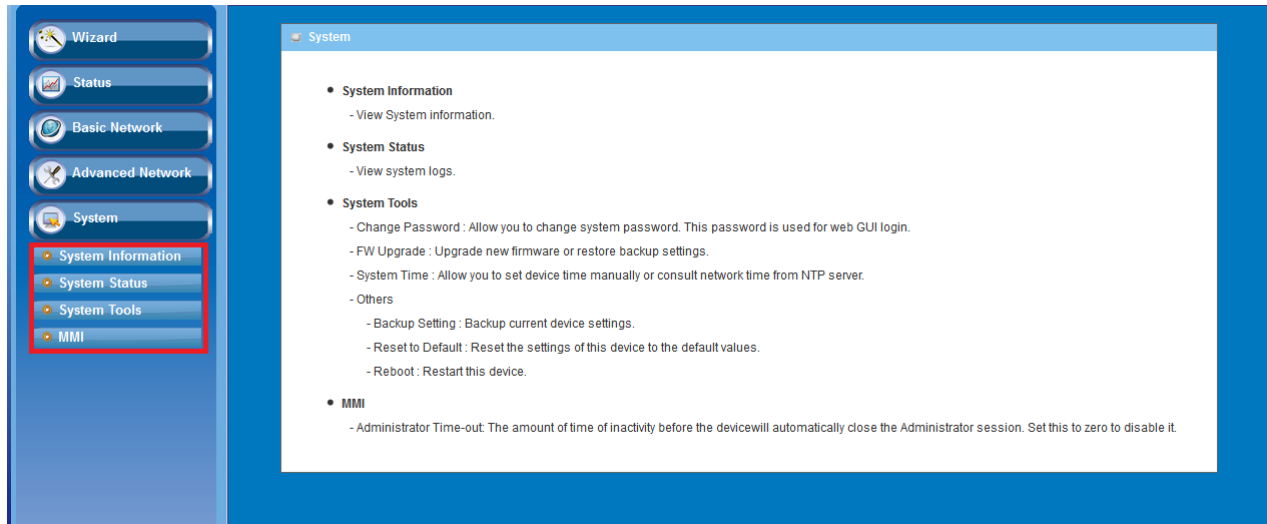 Wizard
Status
Basic Network
Advanced Network
System
System Information
System Status
System Tools
MMI
System
System Information
- View System information.
System Status
- View system logs.
System Tools
- Change Password : Allow you to change system password. This password is used for web GUI login.
- FW Upgrade : Upgrade new firmware or restore backup settings.
- System Time : Allow you to set device time manually or consult network time from NTP server.
- Others
- Backup Setting : Backup current device settings.
- Reset to Default : Reset the settings of this device to the default values.
- Reboot : Restart this device.
MMI
- Administrator Time-out: The amount of time of inactivity before the devicewill automatically close the Administrator session. Set this to zero to disable it.